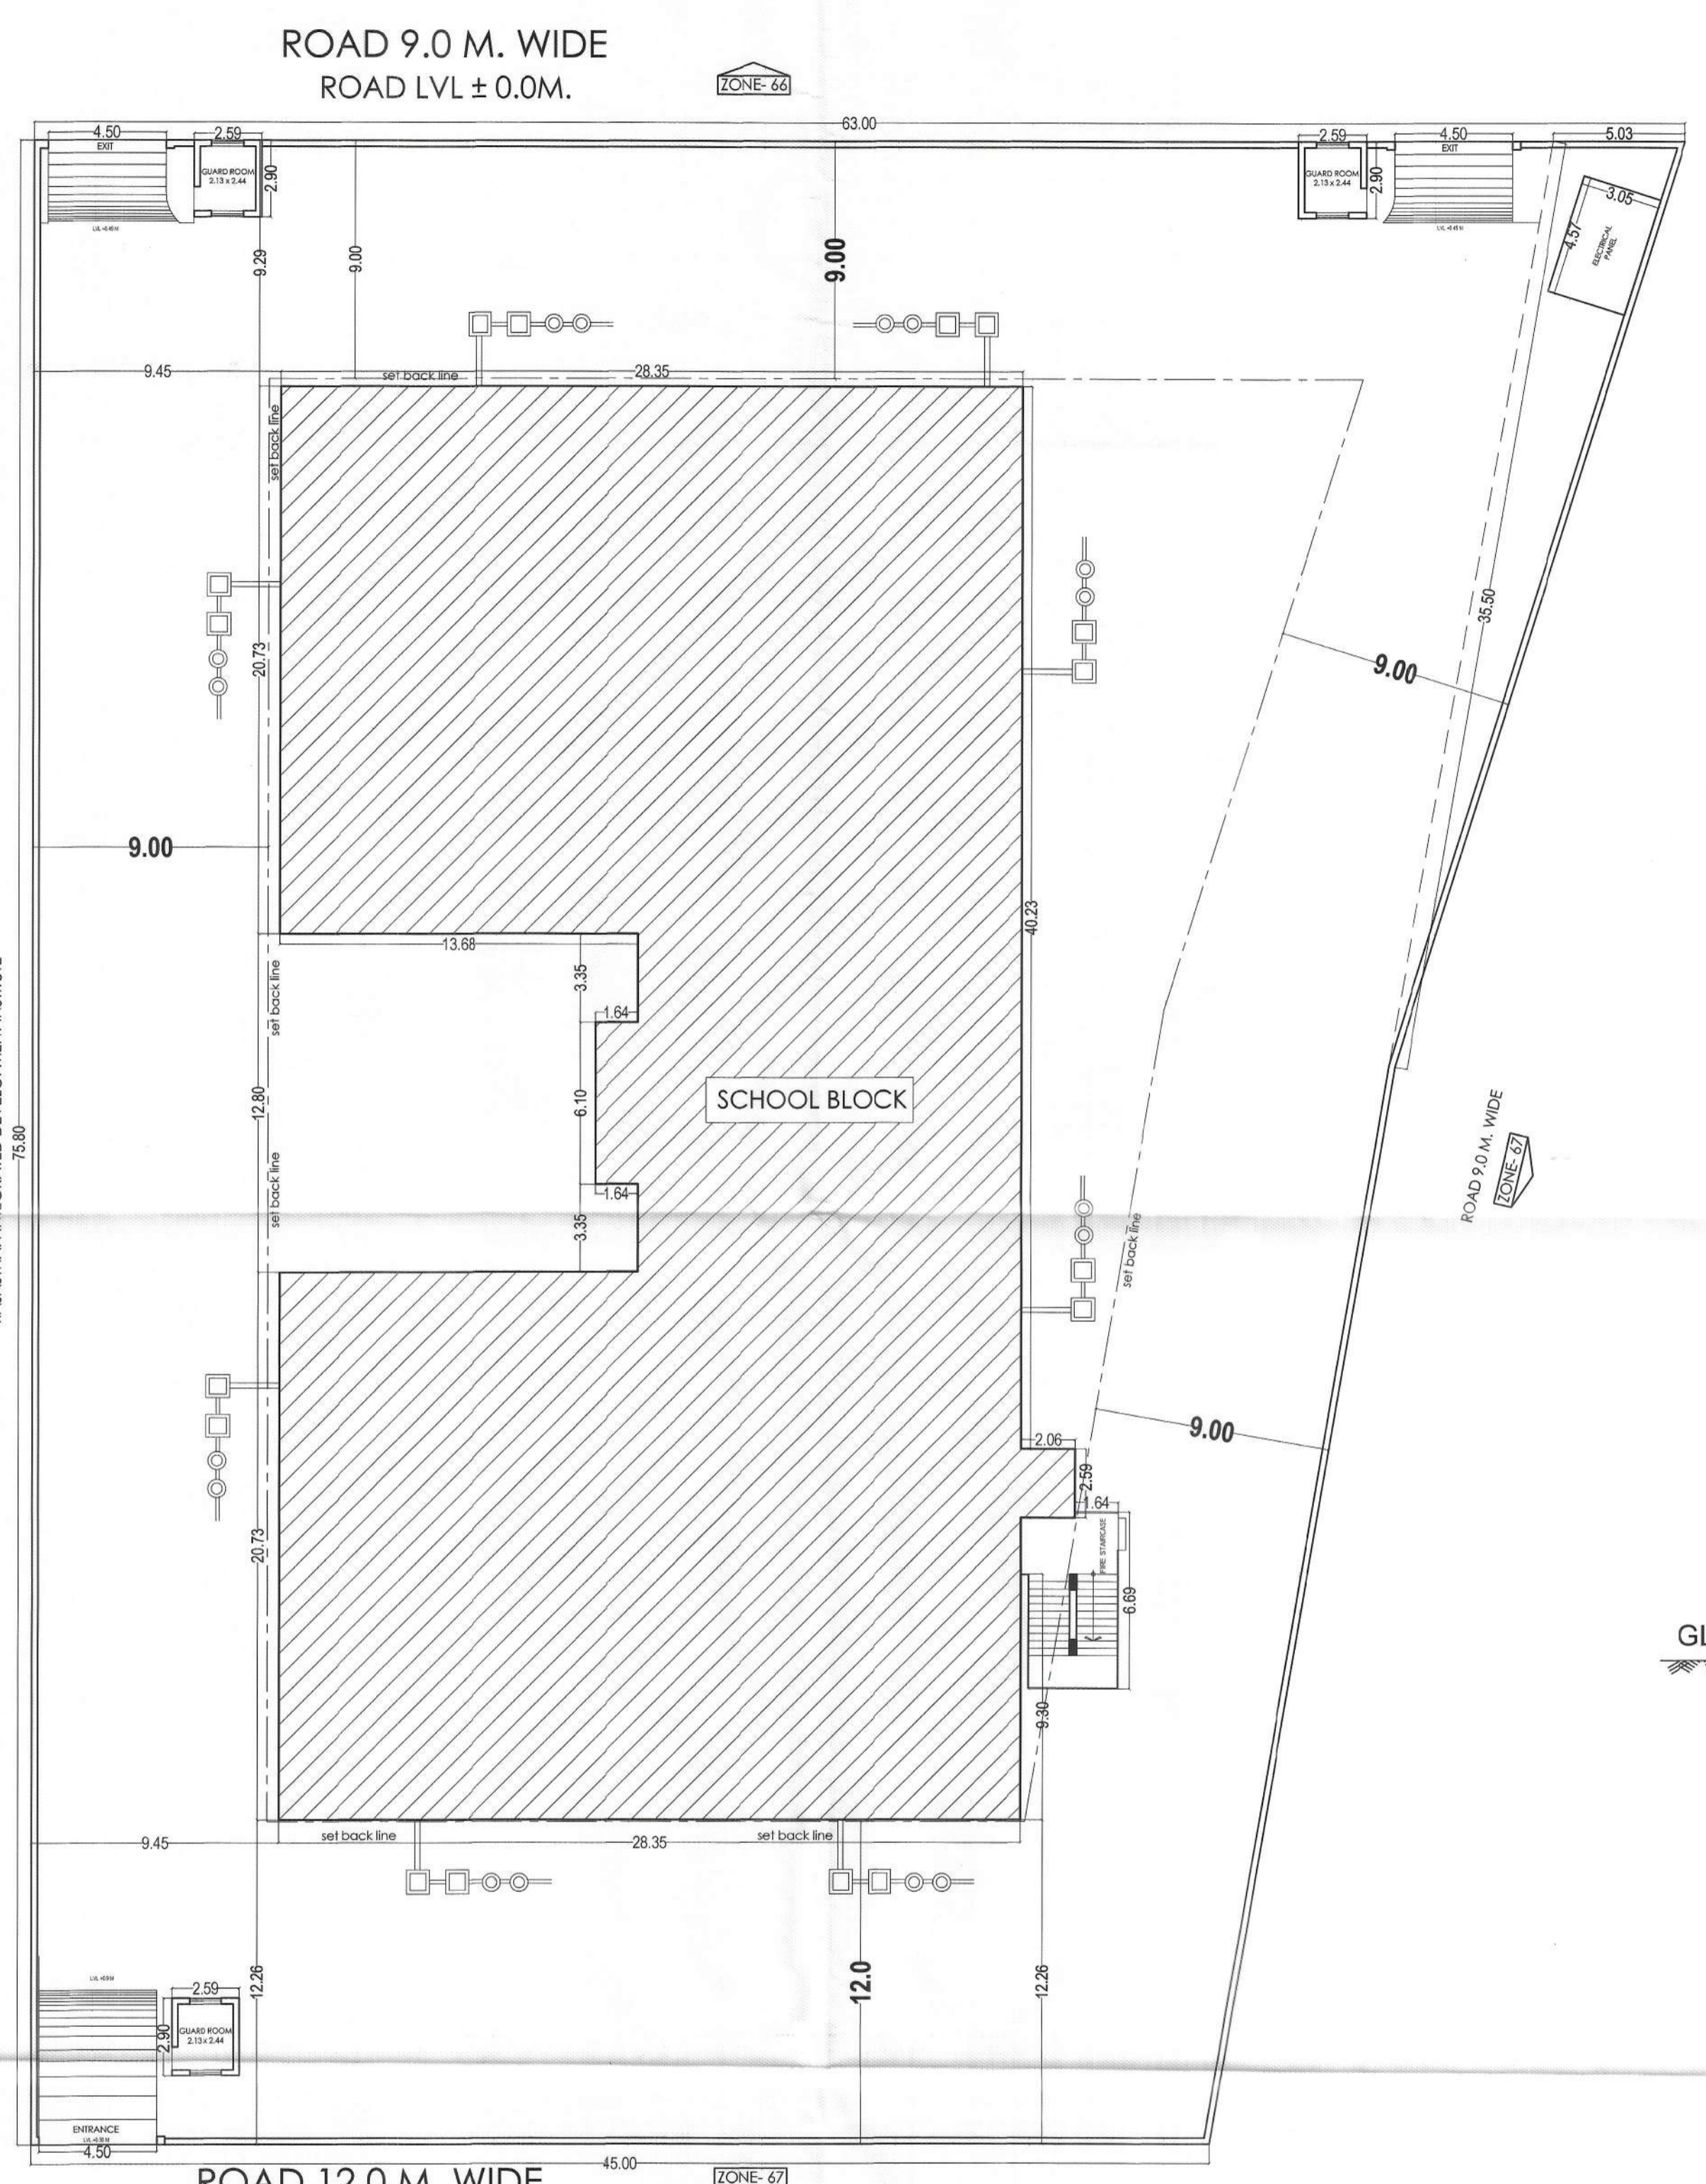 ROAD 9.0 M. WIDE
ROAD LVL ± 0.0M.
ZONE- 66
63.00
4.50
EXIT
2.59
GUARD ROOM
2.13 x 2.44
2.90
2.59
GUARD ROOM
2.13 x 2.44
2.90
4.50
EXIT
5.03
3.05
4.57
ELECTRICAL
PANEL
9.29
9.00
9.00
9.45
set back line
28.35
set back line
20.73
35.50
9.00
9.00
40.23
13.68
3.35
set back line
1.64
6.10
12.80
SCHOOL BLOCK
75.80
1.64
set back line
3.35
ROAD 9.0 M. WIDE
ZONE- 67
set back line
9.00
2.06
2.59
1.64
FIRE STAIRCASE
6.69
20.73
9.30
9.45
set back line
28.35
set back line
12.26
12.0
12.26
2.59
2.90
GUARD ROOM
2.13 x 2.44
ENTRANCE
4.50
45.00
ROAD 12.0 M. WIDE
ZONE- 67